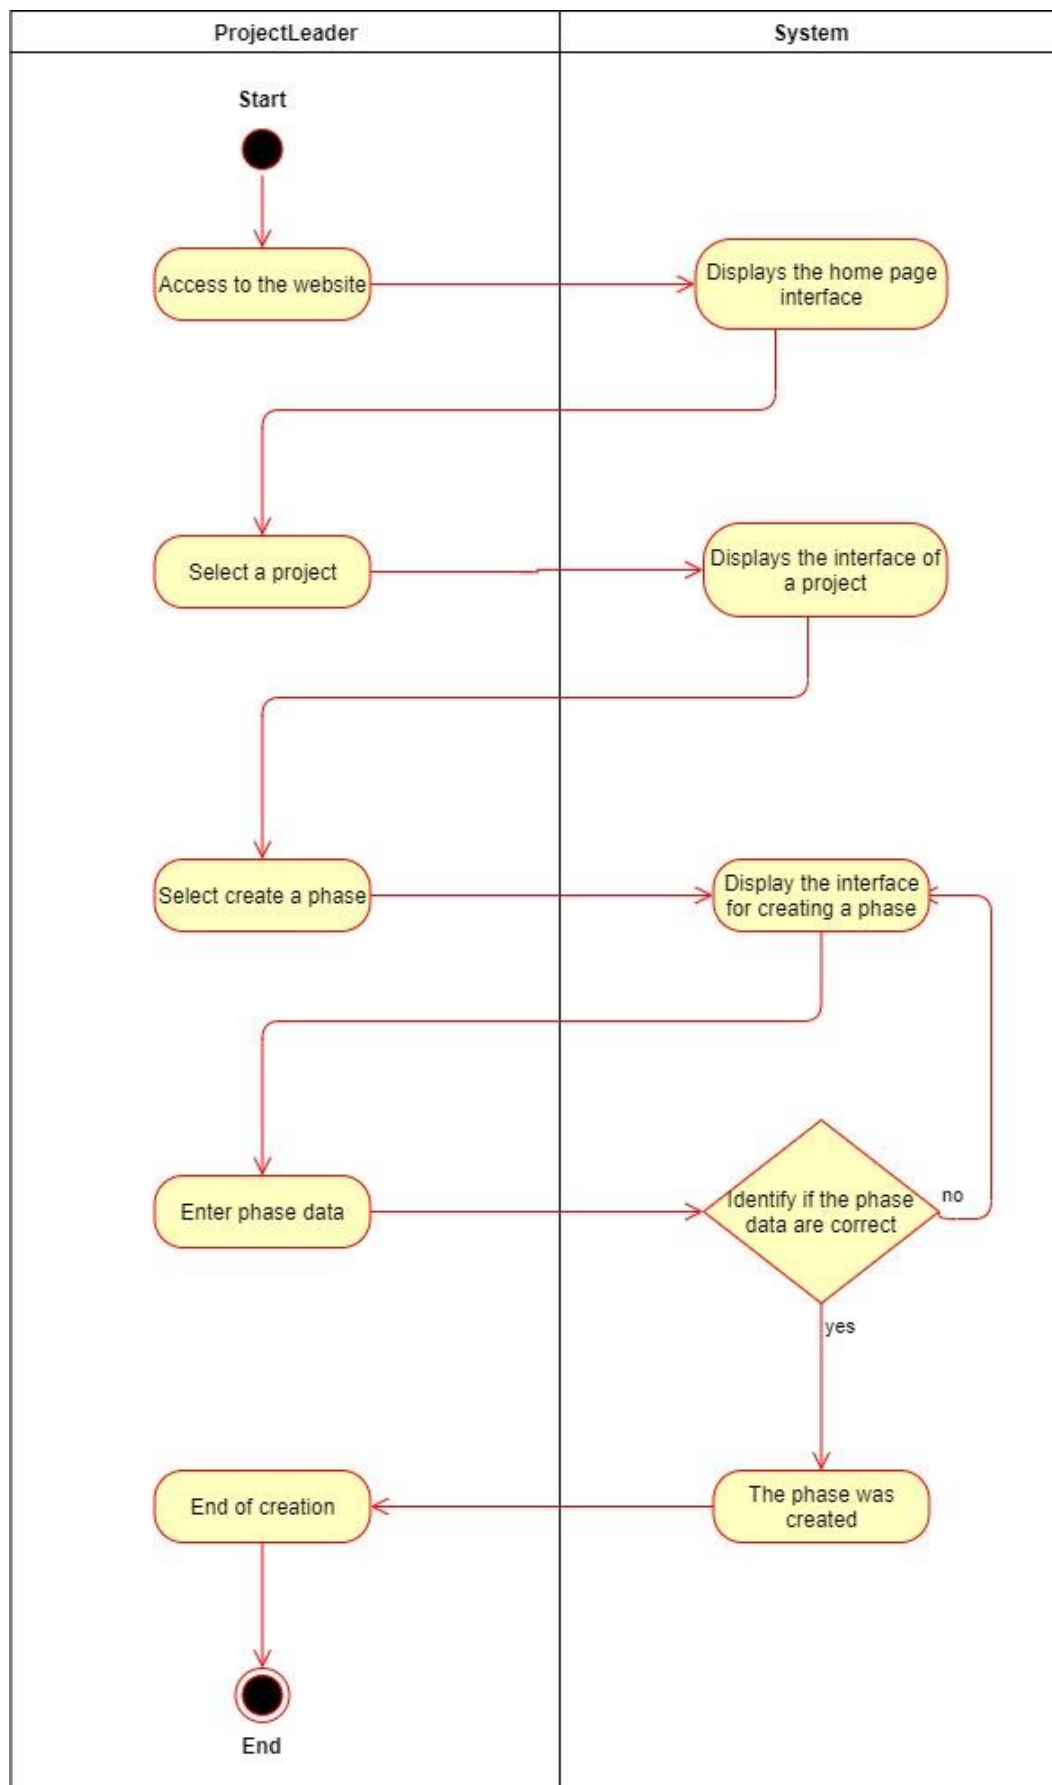 ProjectLeader
System
Start
Access to the website
Displays the home page
interface
Select a project
Displays the interface of
a project
Select create a phase
Display the interface
for creating a phase
Enter phase data
Identify if the phase
data are correct
no
yes
End of creation
The phase was
created
End